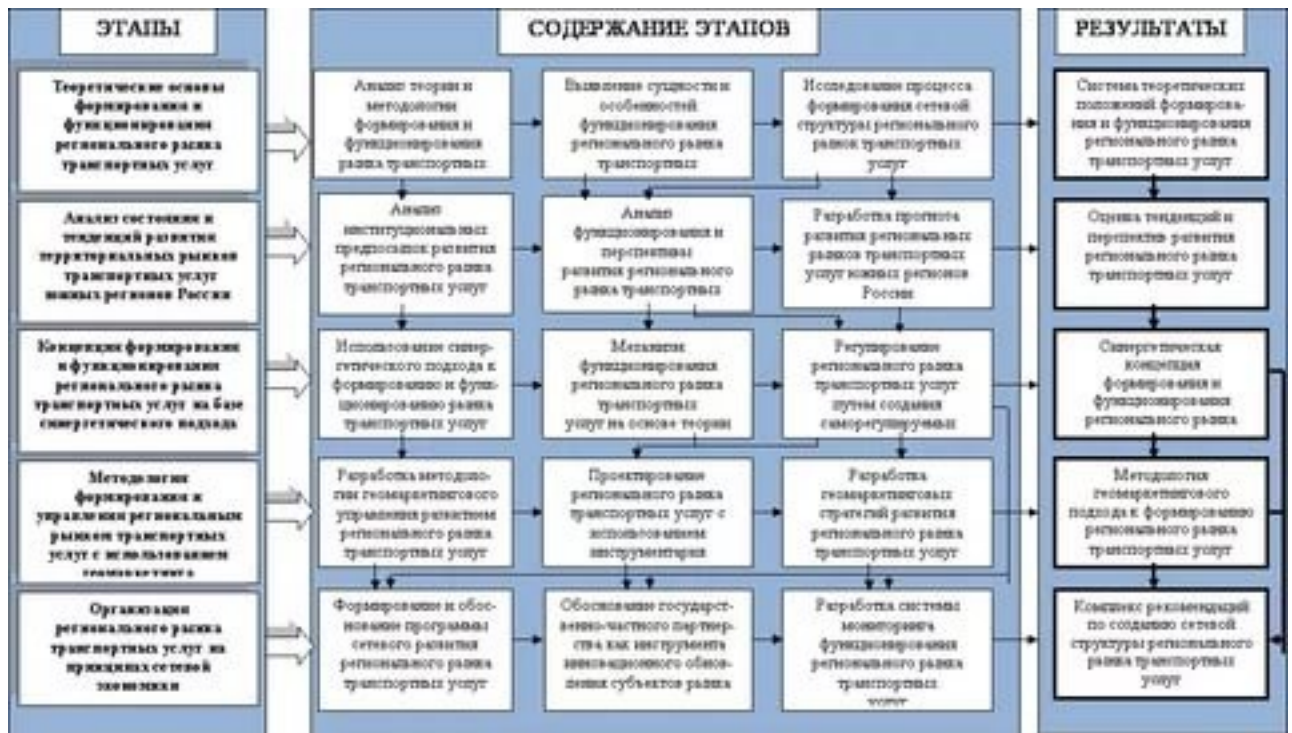 ЭТАПЫ
СОДЕРЖАНИЕ ЭТАПОВ
РЕЗУЛЬТАТЫ
Теоретические основы
формирования и
функционирования
регионального рынка
транспортных услуг
Анализ теории и
методологии
формирования и
функционирования
рынка транспортных
Выявление сущности и
особенностей
функционирования
регионального рынка
транспортных
Исследование процесса
формирования сетевой
структуры регионального
рынок транспортных
услуг
Система теоретических
положений формирова-
ния и функционирования
регионального рынка
транспортных услуг
Анализ состояния и
тенденций развития
территориальных рынков
транспортных услуг
южных регионов России
Анализ
институциональных
предпосылок развития
регионального рынка
транспортных услуг
Анализ
функционирования и
перспективы
развития регионального
рынка транспортных
Разработка прогноза
развития региональных
рынков транспортных
услуг южных регионов
России
Оценка тенденций и
перспектив развития
регионального рынка
транспортных услуг
Концепция формирования
и функционирования
регионального рынка
транспортных услуг на базе
синергетического подхода
Использование синер-
гетического подхода к
формированию и функ-
ционированию рынка
транспортных услуг
Механизм
функционирования
регионального рынка
транспортных
услуг на основе теории
Регулирование
регионального рынка
транспортных услуг
путем создания
саморегулируемых
Синергетическая
концепция
формирования и
функционирования
регионального рынка
Методология
формирования и
управления региональным
рынком транспортных
услуг с использованием
геомаркетинга
Разработка методоло-
гии геомаркетингового
управления развитием
регионального рынка
транспортных услуг
Проектирование
регионального рынка
транспортных услуг с
использованием
инструментария
Разработка
геомаркетинговых
стратегий развития
регионального рынка
транспортных услуг
Методология
геомаркетингового
подхода к формированию
регионального рынка
транспортных услуг
Организация
регионального рынка
транспортных услуг на
принципах сетевой
экономики
Формирование и обос-
нование программы
сетевого развития
регионального рынка
транспортных услуг
Обоснование государст-
венно-частного партнер-
ства как инструмента
инновационного обнов-
ления субъектов рынка
Разработка системы
мониторинга
функционирования
регионального рынка
транспортных
услуг
Комплекс рекомендаций
по созданию сетевой
структуры регионального
рынка транспортных
услуг